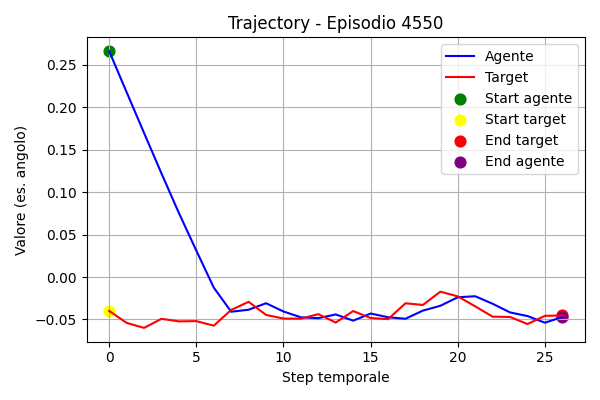 Trajectory - Episodio 4550
Agente
Target
Start agente
Start target
End target
End agente
Valore (es. angolo)
0.25
0.20
0.15
0.10
0.05
0.00
−0.05
0 5 10 15 20 25
Step temporale